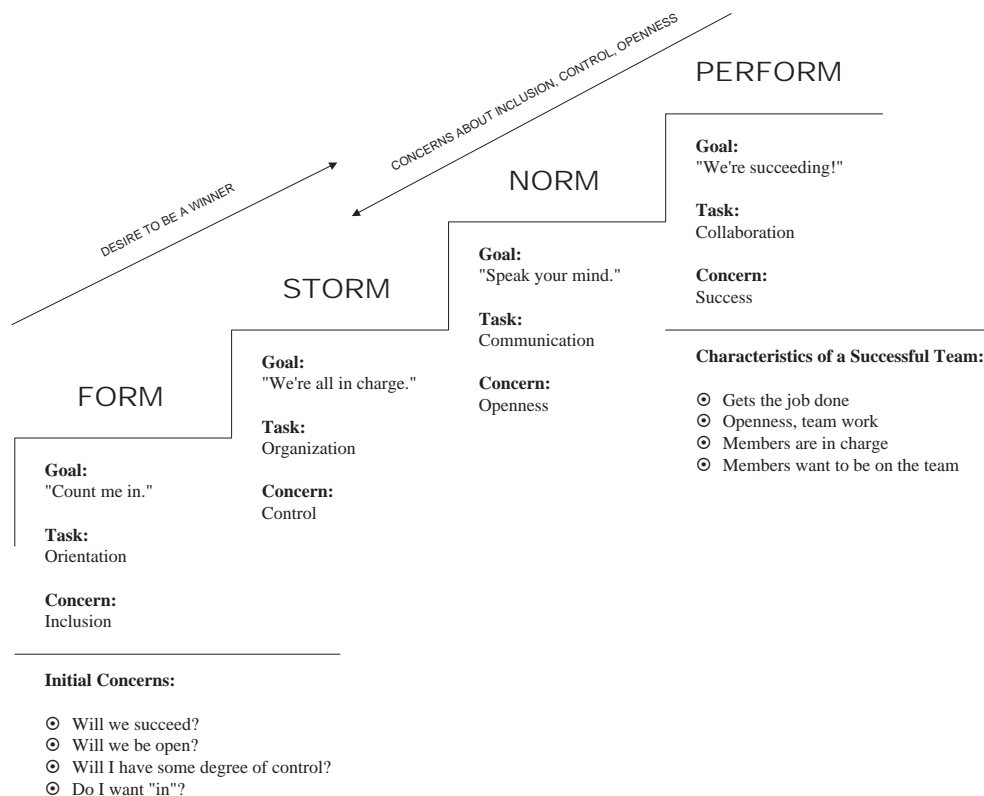 DESIRE TO BE A WINNER
CONCERNS ABOUT INCLUSION, CONTROL, OPENNESS
FORM
Goal:
"Count me in."
Task:
Orientation
Concern:
Inclusion
Initial Concerns:
Will we succeed?
Will we be open?
Will I have some degree of control?
Do I want "in"?
STORM
Goal:
"We're all in charge."
Task:
Organization
Concern:
Control
NORM
Goal:
"Speak your mind."
Task:
Communication
Concern:
Openness
PERFORM
Goal:
"We're succeeding!"
Task:
Collaboration
Concern:
Success
Characteristics of a Successful Team:
Gets the job done
Openness, team work
Members are in charge
Members want to be on the team